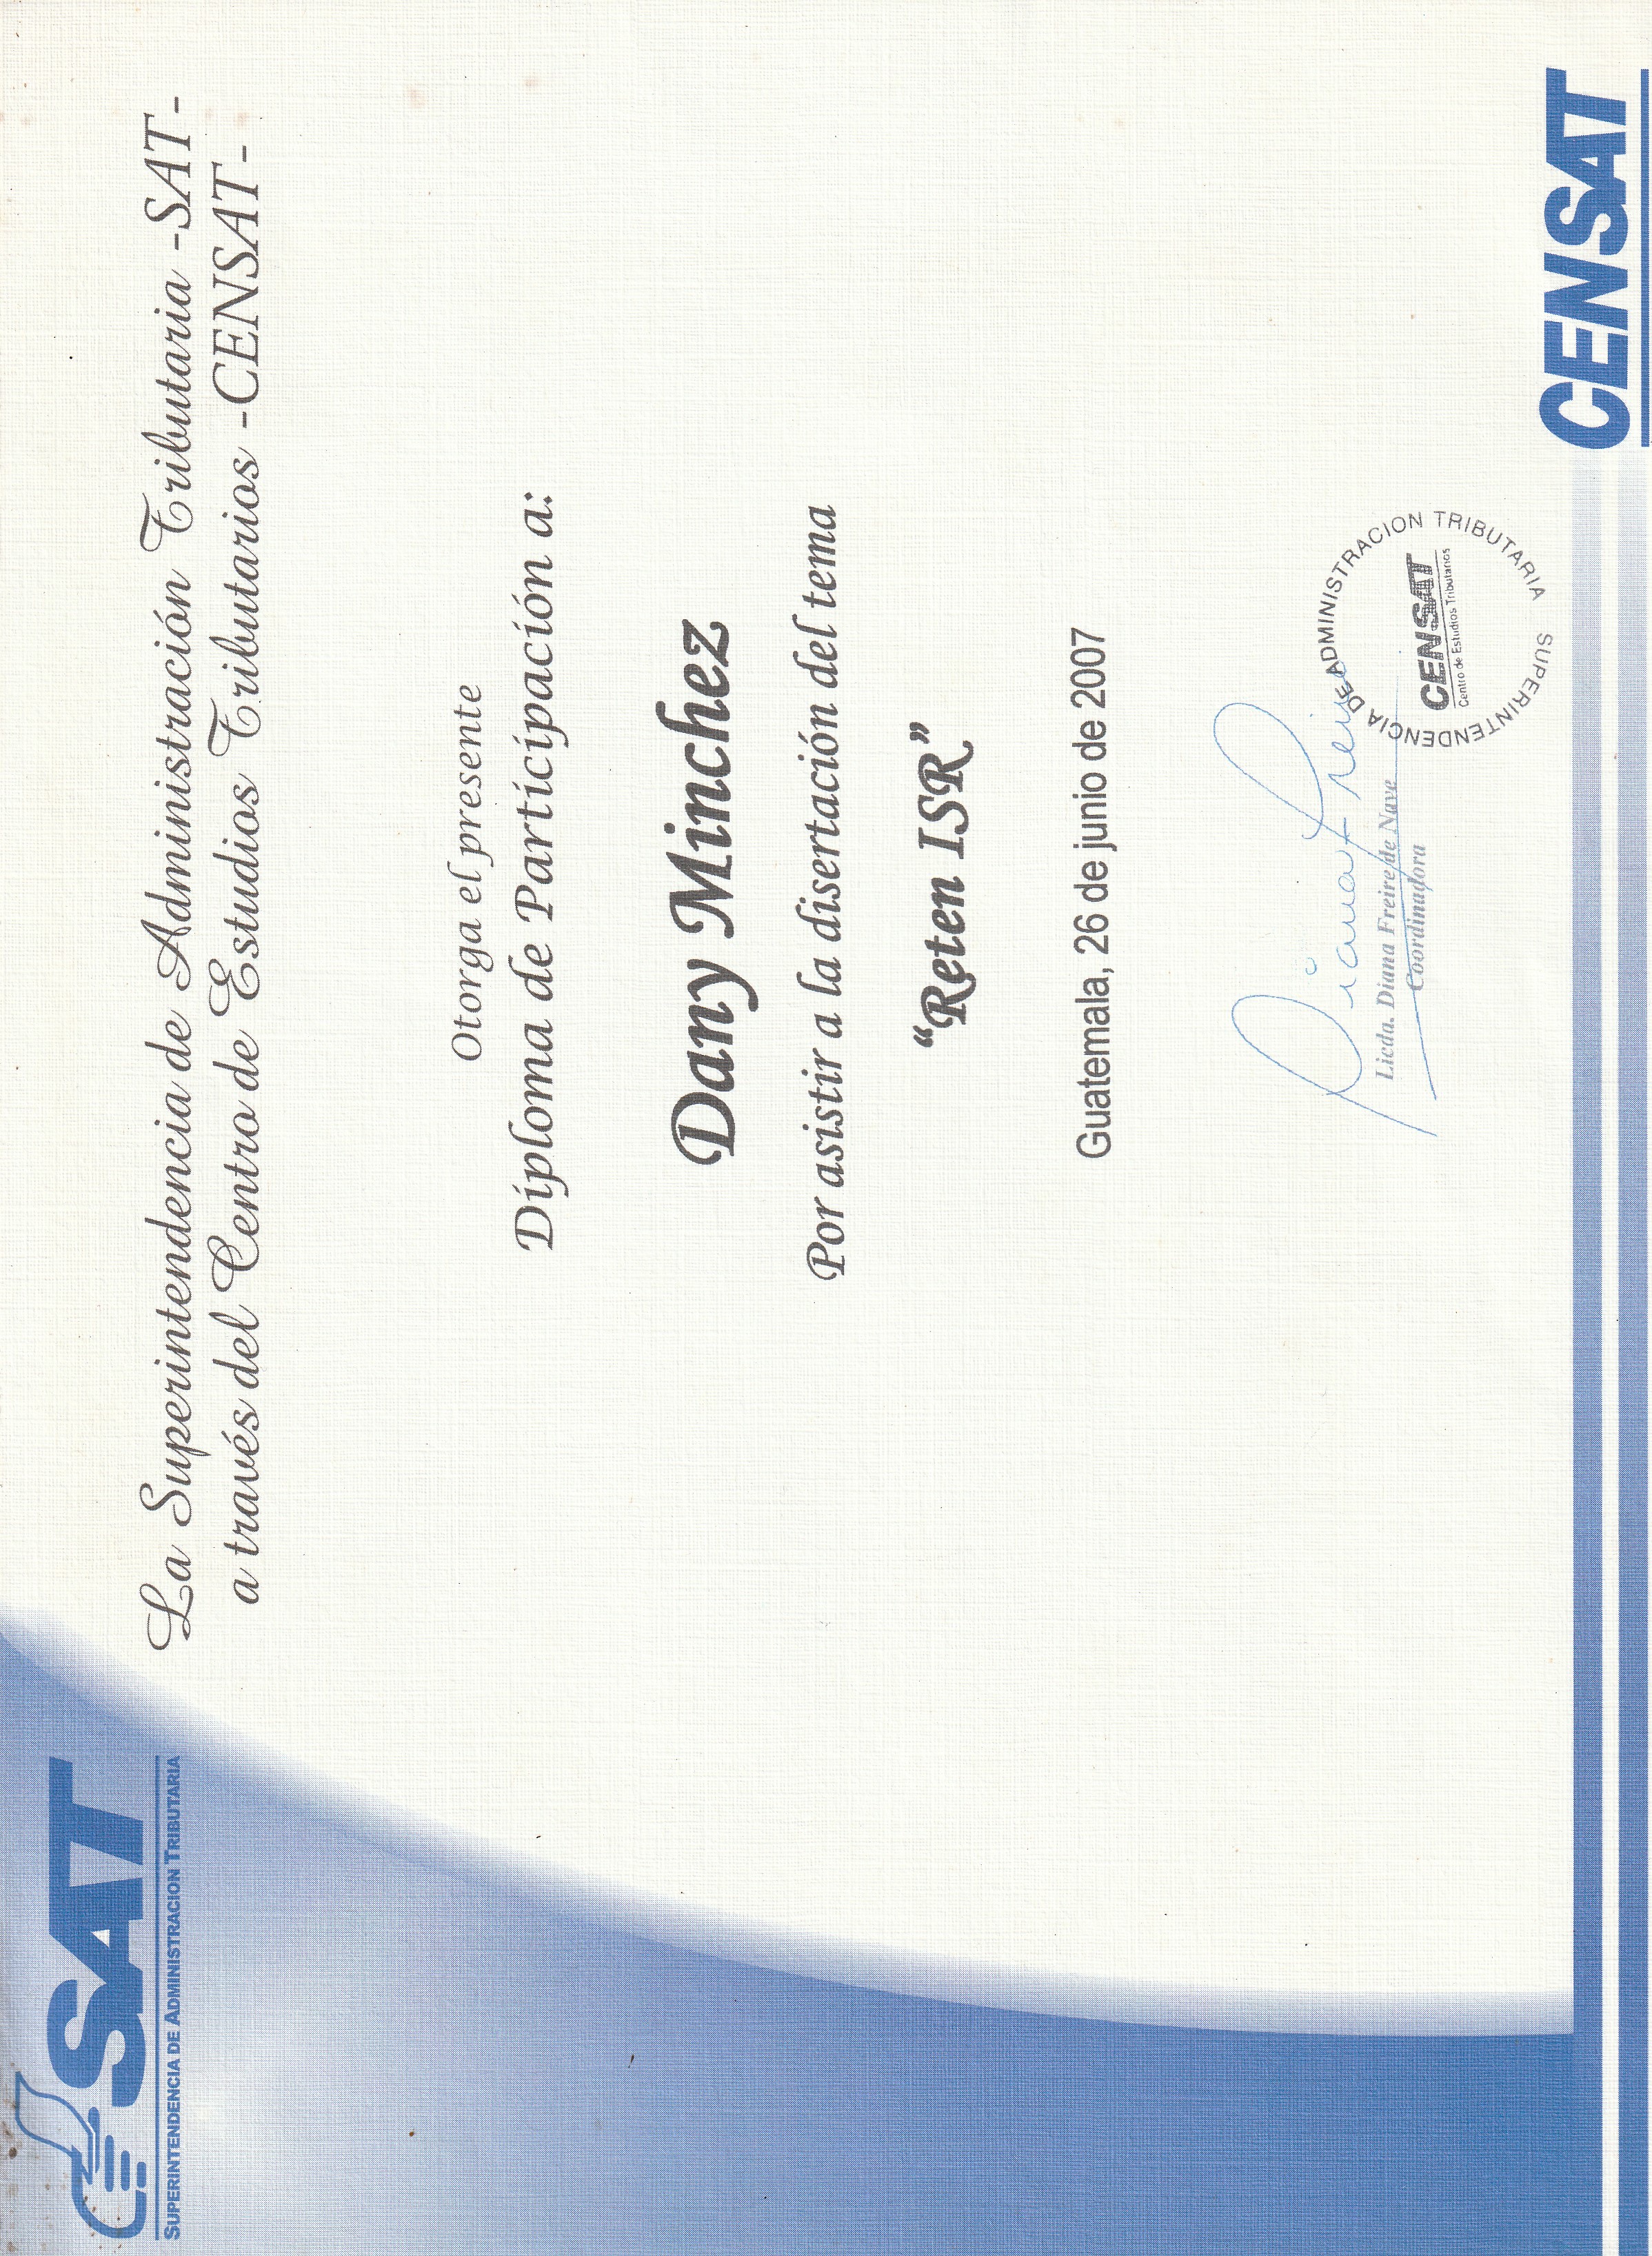 SAT
SUPERINTENDENCIA DE ADMINISTRACION TRIBUTARIA
La Superintendencia de Administración Tributaria -SAT-
a través del Centro de Estudios Tributarios -CENSAT-
Otorga el presente
Diploma de Participación a:
Dany Minchez
Por asistir a la disertación del tema
“Reten ISR”
Guatemala, 26 de junio de 2007
Diana Freire
Licda. Diana Freire de Nave
Coordinadora
SUPERINTENDENCIA DE ADMINISTRACION TRIBUTARIA
CENSAT
Centro de Estudios Tributarios
CENSAT